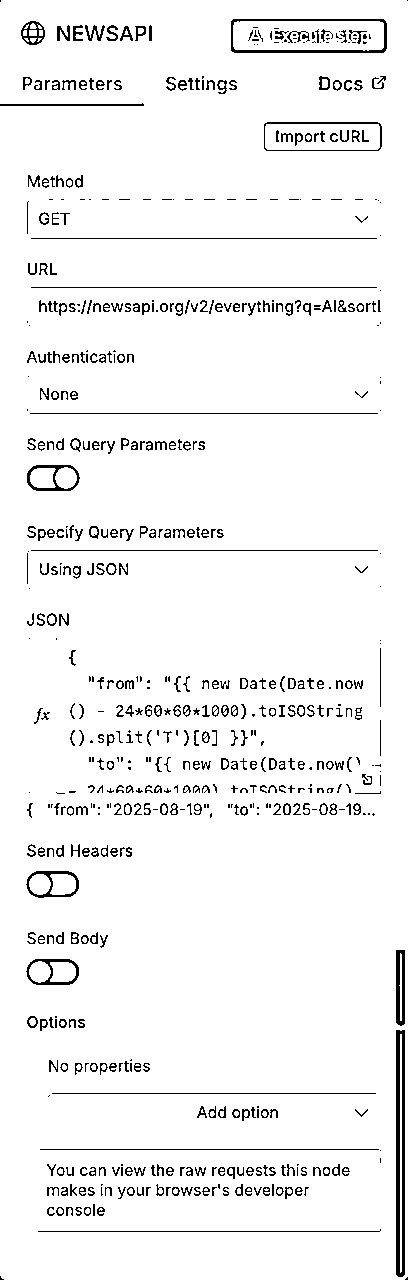 NEWSAPI
Execute step
Parameters Settings Docs
Import cURL
Method
GET
URL
https://newsapi.org/v2/everything?q=AI&sort
Authentication
None
Send Query Parameters
Specify Query Parameters
Using JSON
JSON
fx
{
"from": "{{ new Date(Date.now
() - 24*60*60*1000).toISOString
().split('T')[0] }}",
"to": "{{ new Date(Date.now()
- 24*60*60*1000).toISOString()
{ "from": "2025-08-19", "to": "2025-08-19...
Send Headers
Send Body
Options
No properties
Add option
You can view the raw requests this node
makes in your browser's developer
console